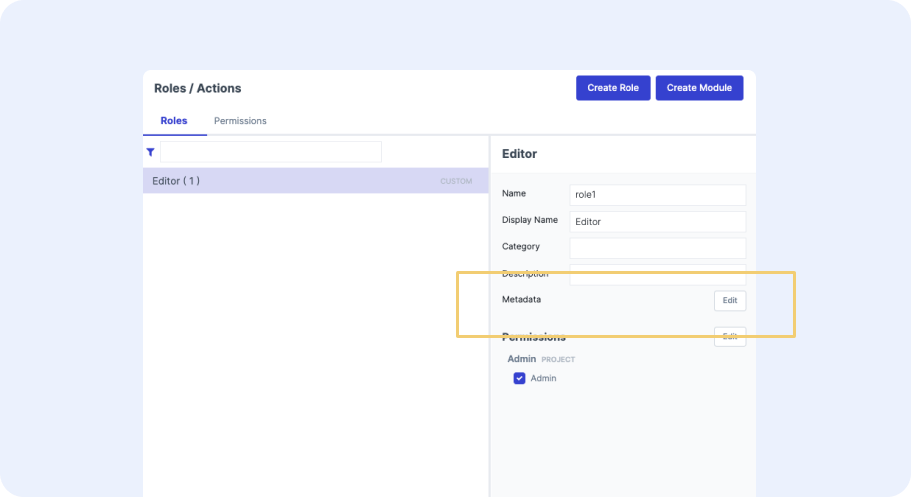 Roles / Actions
Create Role
Create Module
Roles
Permissions
Editor ( 1 )
CUSTOM
Editor
Name
role1
Display Name
Editor
Category
Description
Metadata
Edit
Permissions
Edit
Admin PROJECT
Admin